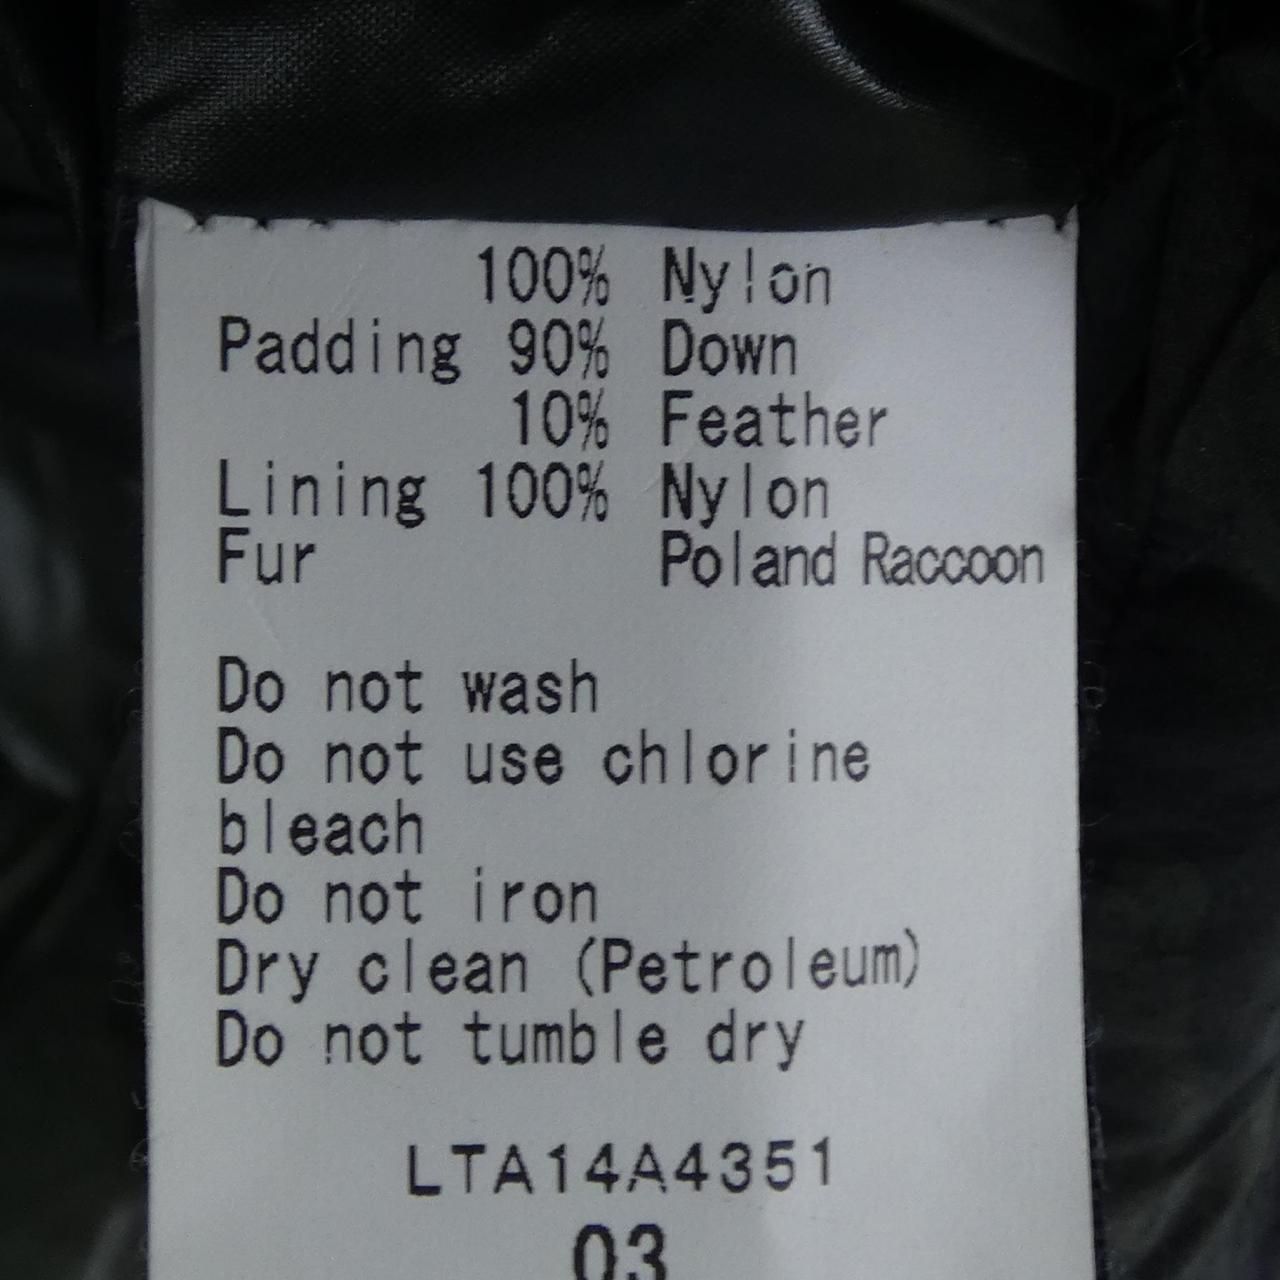 100% Nylon
Padding 90% Down
10% Feather
Lining 100% Nylon
Fur Poland Raccoon
Do not wash
Do not use chlorine
bleach
Do not iron
Dry clean (Petroleum)
Do not tumble dry
LTA14A4351
03